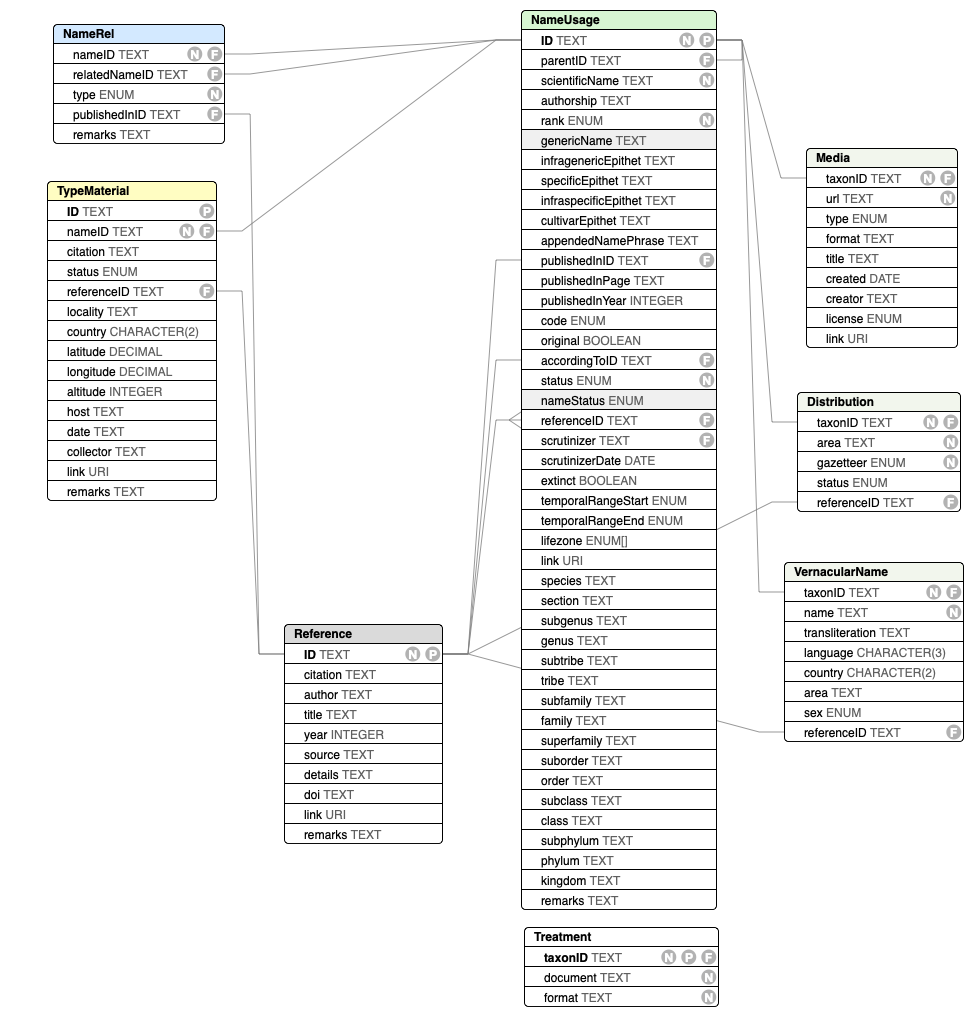 NameRel
nameID TEXT N F
relatedNameID TEXT F
type ENUM N
publishedInID TEXT F
remarks TEXT
TypeMaterial
ID TEXT P
nameID TEXT N F
citation TEXT
status ENUM
referenceID TEXT F
locality TEXT
country CHARACTER(2)
latitude DECIMAL
longitude DECIMAL
altitude INTEGER
host TEXT
date TEXT
collector TEXT
link URI
remarks TEXT
Reference
ID TEXT N P
citation TEXT
author TEXT
title TEXT
year INTEGER
source TEXT
details TEXT
doi TEXT
link URI
remarks TEXT
NameUsage
ID TEXT N P
parentID TEXT F
scientificName TEXT N
authorship TEXT
rank ENUM N
genericName TEXT
infragenericEpithet TEXT
specificEpithet TEXT
infraspecificEpithet TEXT
cultivarEpithet TEXT
appendedNamePhrase TEXT
publishedInID TEXT F
publishedInPage TEXT
publishedInYear INTEGER
code ENUM
original BOOLEAN
accordingToID TEXT F
status ENUM N
nameStatus ENUM
referenceID TEXT F
scrutinizer TEXT F
scrutinizerDate DATE
extinct BOOLEAN
temporalRangeStart ENUM
temporalRangeEnd ENUM
lifezone ENUM[]
link URI
species TEXT
section TEXT
subgenus TEXT
genus TEXT
subtribe TEXT
tribe TEXT
subfamily TEXT
family TEXT
superfamily TEXT
suborder TEXT
order TEXT
subclass TEXT
class TEXT
subphylum TEXT
phylum TEXT
kingdom TEXT
remarks TEXT
Treatment
taxonID TEXT N P F
document TEXT N
format TEXT N
Media
taxonID TEXT N F
url TEXT N
type ENUM
format TEXT
title TEXT
created DATE
creator TEXT
license ENUM
link URI
Distribution
taxonID TEXT N F
area TEXT N
gazetteer ENUM N
status ENUM
referenceID TEXT F
VernacularName
taxonID TEXT N F
name TEXT N
transliteration TEXT
language CHARACTER(3)
country CHARACTER(2)
area TEXT
sex ENUM
referenceID TEXT F